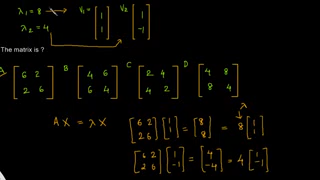 λ₁ = 8 → V₁ = [1 1] V₂ [1 -1]
λ₂ = 4
The matrix is ?
A [6 2 2 6] B [4 6 6 4] C [2 4 4 2] D [4 8 8 4]
A X = λ X [6 2 2 6] [1 1] = [8 8] = 8 [1 1]
λ
[6 2 2 6] [1 -1] = [4 -4] = 4 [1 -1]